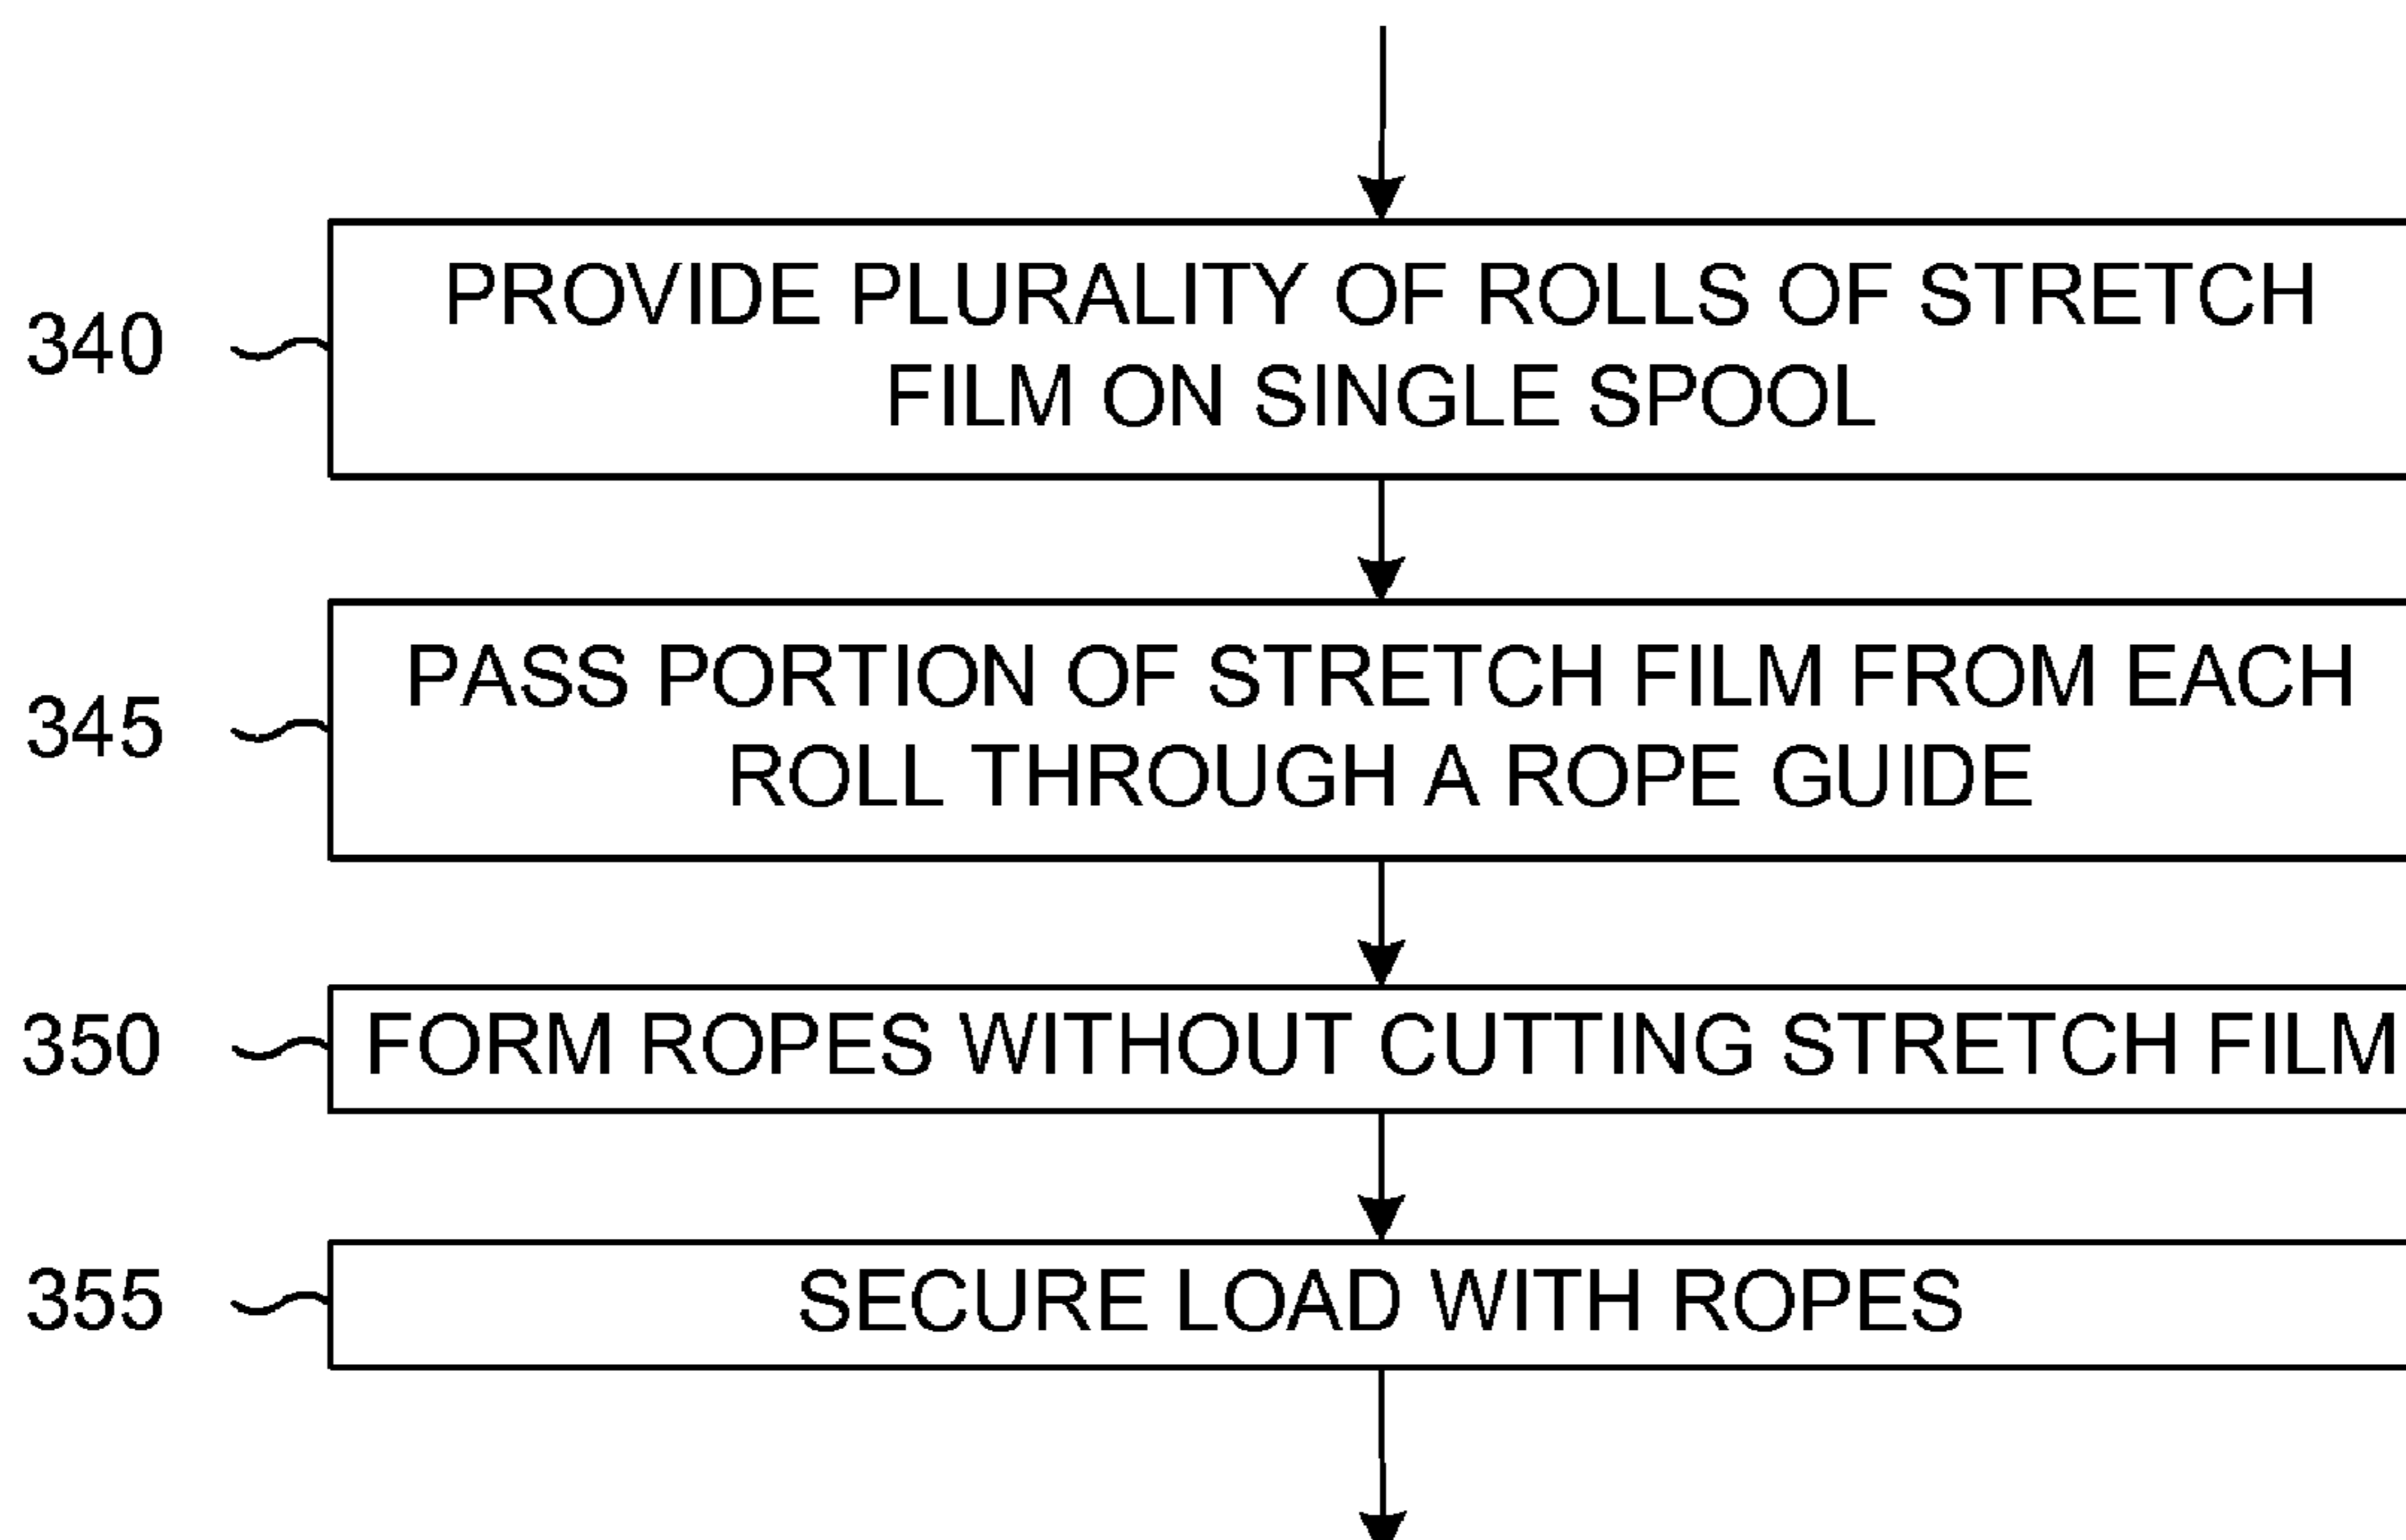 340
PROVIDE PLURALITY OF ROLLS OF STRETCH
FILM ON SINGLE SPOOL
345
PASS PORTION OF STRETCH FILM FROM EACH
ROLL THROUGH A ROPE GUIDE
350
FORM ROPES WITHOUT CUTTING STRETCH FILM
355
SECURE LOAD WITH ROPES